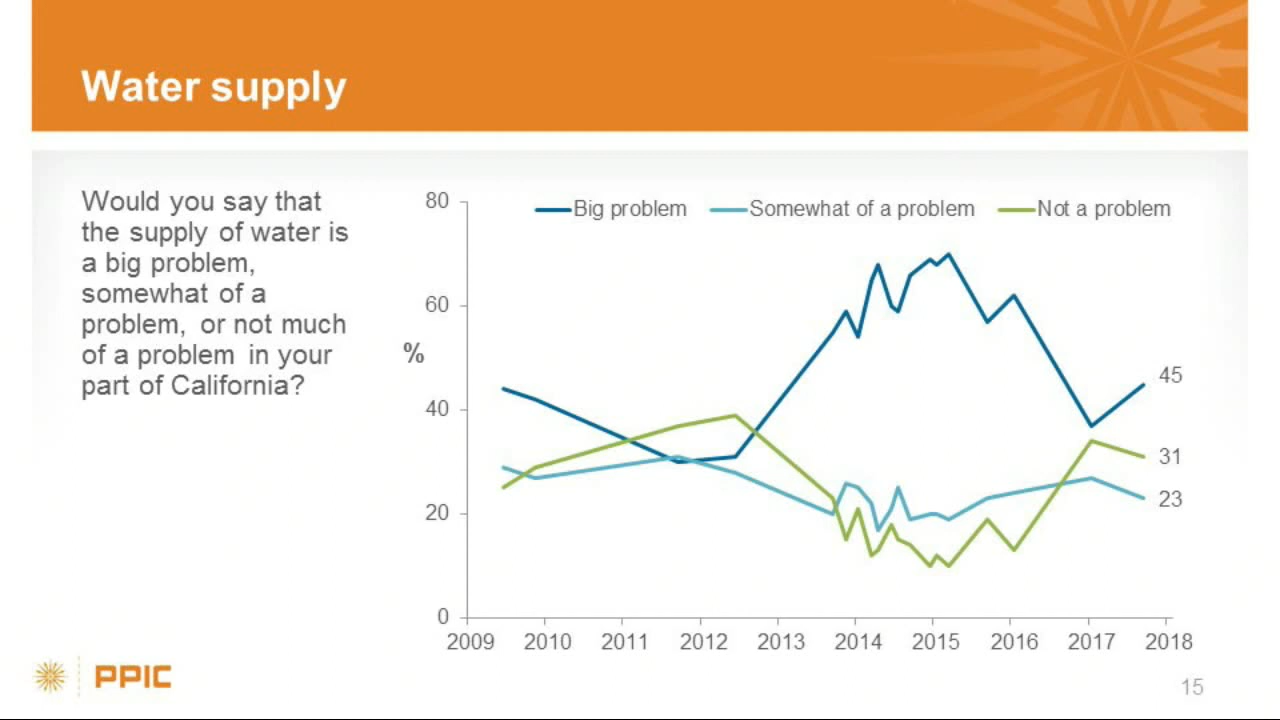 Water supply
Would you say that
the supply of water is
a big problem,
somewhat of a
problem, or not much
of a problem in your
part of California?
Big problem
Somewhat of a problem
Not a problem
80
60
%
40
20
0
45
31
23
2009 2010 2011 2012 2013 2014 2015 2016 2017 2018
PPIC
15